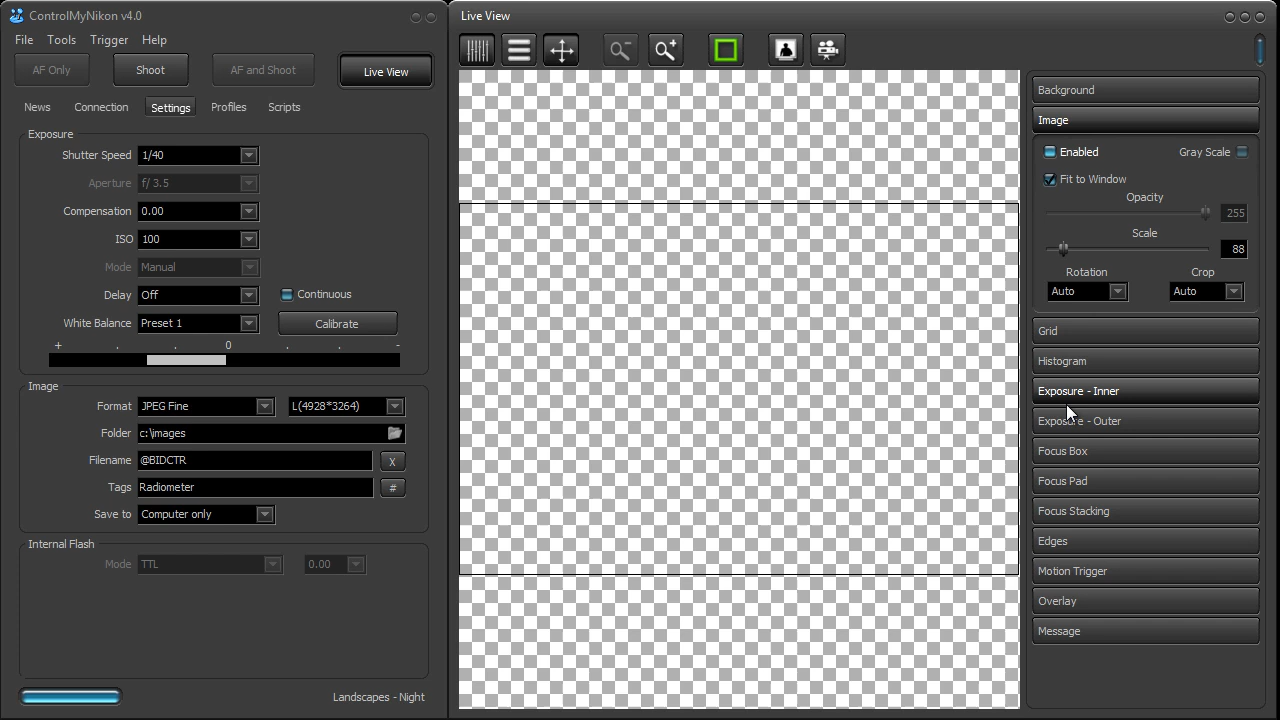 ControlMyNikon v4.0
File Tools Trigger Help
AF Only Shoot AF and Shoot Live View
News Connection Settings Profiles Scripts
Exposure
Shutter Speed 1/40
Aperture f/ 3.5
Compensation 0.00
ISO 100
Mode Manual
Delay Off Continuous
White Balance Preset 1 Calibrate
+ . . 0 . . -
Image
Format JPEG Fine L(4928*3264)
Folder c:\images
Filename @BIDCTR X
Tags Radiometer #
Save to Computer only
Internal Flash
Mode TTL 0.00
Landscapes - Night
Live View
Background
Image
Enabled Gray Scale
Fit to Window
Opacity
255
Scale
88
Rotation Crop
Auto Auto
Grid
Histogram
Exposure - Inner
Exposure - Outer
Focus Box
Focus Pad
Focus Stacking
Edges
Motion Trigger
Overlay
Message